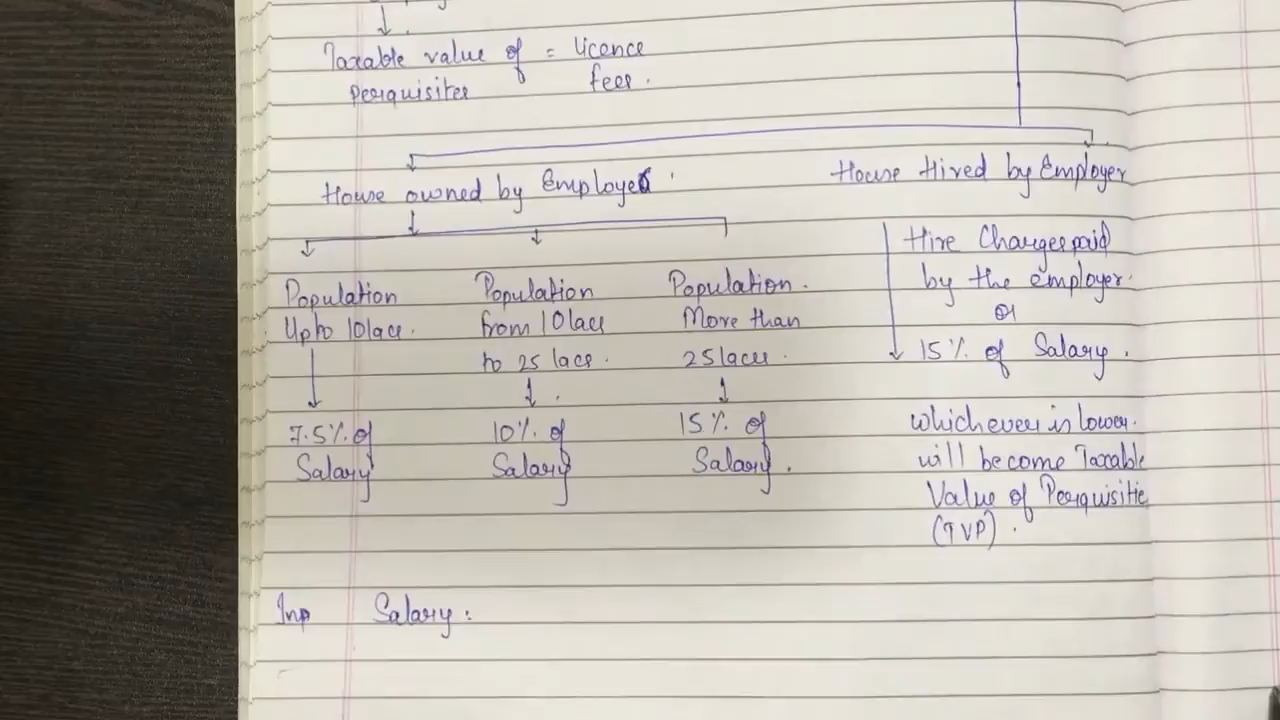 Taxable value of = licence
perquisites fees.
House owned by Employer
House Hired by Employer
Population
Upto 10lacs.
7.5% of
Salary
Population
from 10lacs
to 25 lacs.
10% of
Salary
Population.
More than
25lacs.
15% of
Salary.
Hire Charges paid
by the employer.
or
15% of Salary.
whichever is lower.
will become Taxable
Value of Perquisite
(TVP).
Imp Salary: